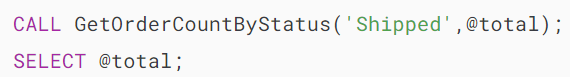 CALL GetOrderCountByStatus('Shipped',@total);
SELECT @total;